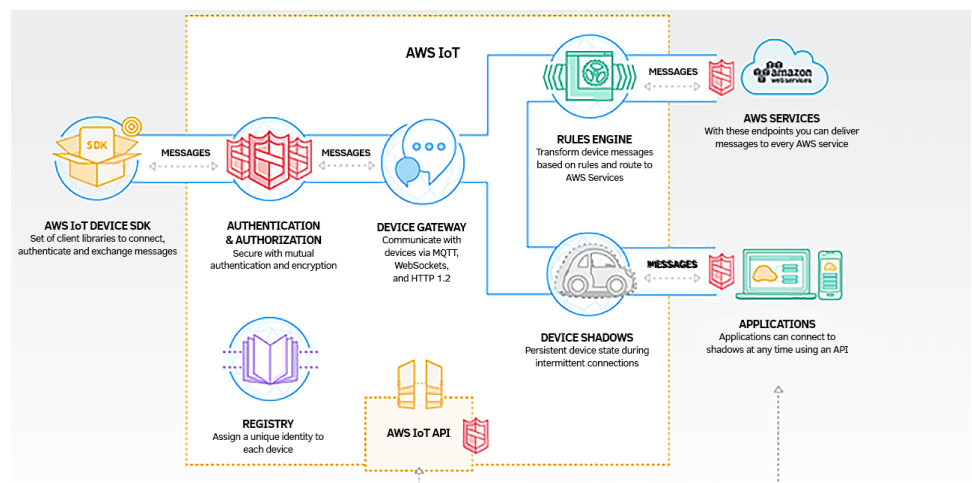 AWS IoT
MESSAGES
amazon
webservices
SDK
MESSAGES
MESSAGES
RULES ENGINE
Transform device messages
based on rules and route to
AWS Services
AWS SERVICES
With these endpoints you can deliver
messages to every AWS service
AWS IoT DEVICE SDK
Set of client libraries to connect,
authenticate and exchange messages
AUTHENTICATION
& AUTHORIZATION
Secure with mutual
authentication and encryption
DEVICE GATEWAY
Communicate with
devices via MQTT,
WebSockets,
and HTTP 1.2
MESSAGES
DEVICE SHADOWS
Persistent device state during
intermittent connections
APPLICATIONS
Applications can connect to
shadows at any time using an API
REGISTRY
Assign a unique identity to
each device
AWS IoT API